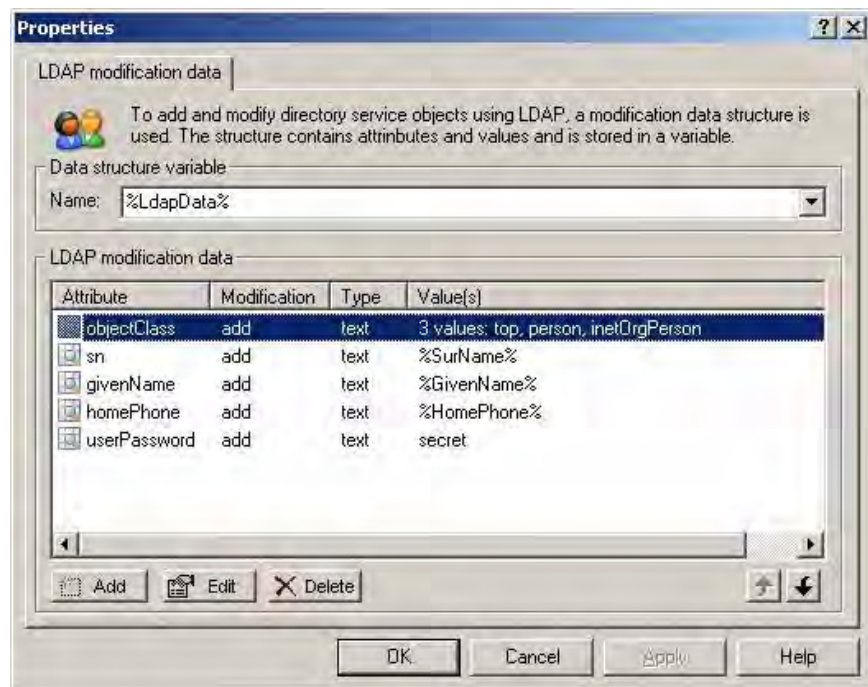 Properties
LDAP modification data
To add and modify directory service objects using LDAP, a modification data structure is
used. The structure contains attrinbutes and values and is stored in a variable.
Data structure variable
Name: %LdapData%
LDAP modification data
Attribute Modification Type Value(s)
objectClass add text 3 values: top, person, inetOrgPerson
sn add text %SurName%
givenName add text %GivenName%
homePhone add text %HomePhone%
userPassword add text secret
Add Edit Delete
OK Cancel Apply Help